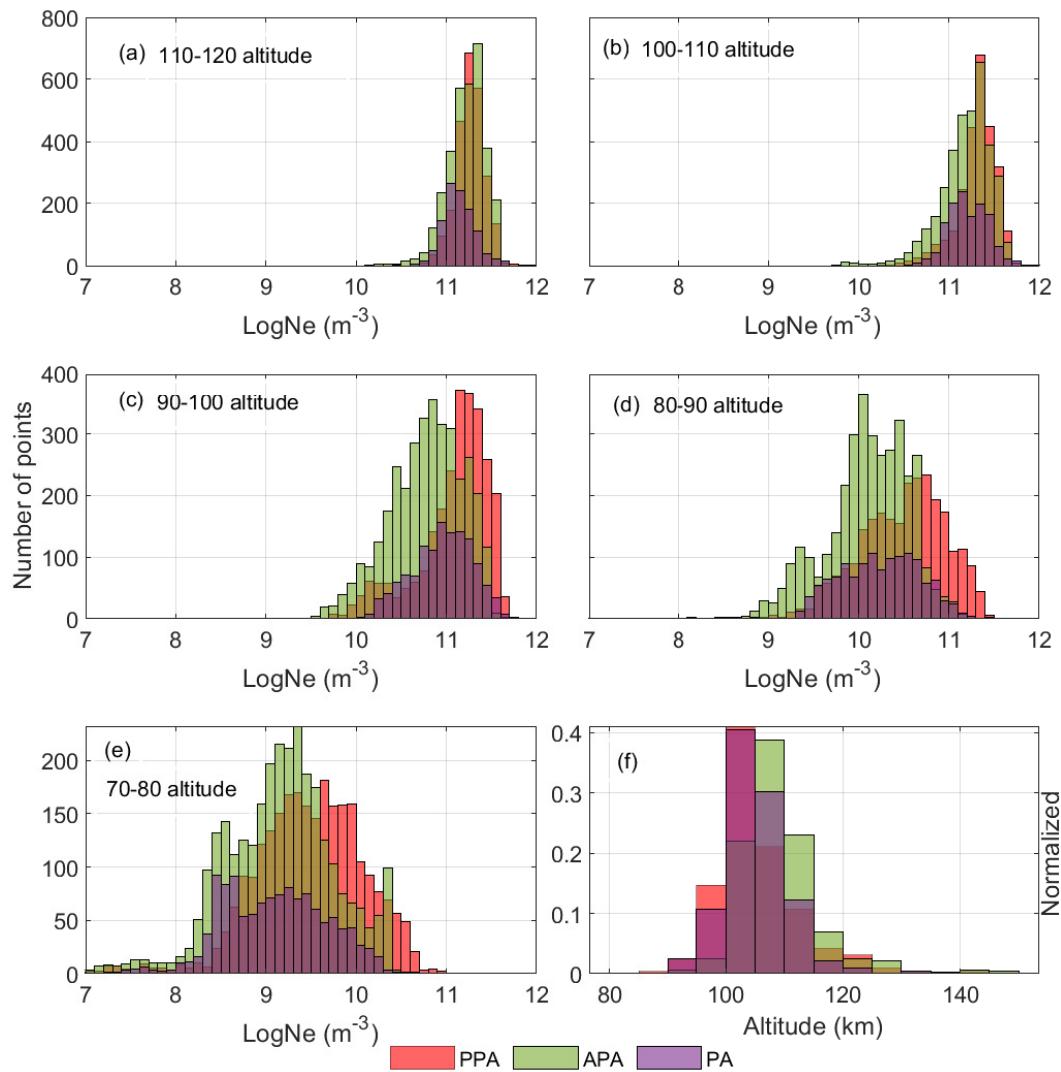 (a) 110-120 altitude
(b) 100-110 altitude
800
600
400
200
0
7 8 9 10 11 12
7 8 9 10 11 12
LogNe (m⁻³)
LogNe (m⁻³)
(c) 90-100 altitude
(d) 80-90 altitude
Number of points
400
300
200
100
0
7 8 9 10 11 12
7 8 9 10 11 12
LogNe (m⁻³)
LogNe (m⁻³)
(e)
70-80 altitude
200
150
100
50
0
7 8 9 10 11 12
LogNe (m⁻³)
(f)
0.4
0.3
0.2
0.1
0
80 100 120 140
Altitude (km)
Normalized
PPA APA PA